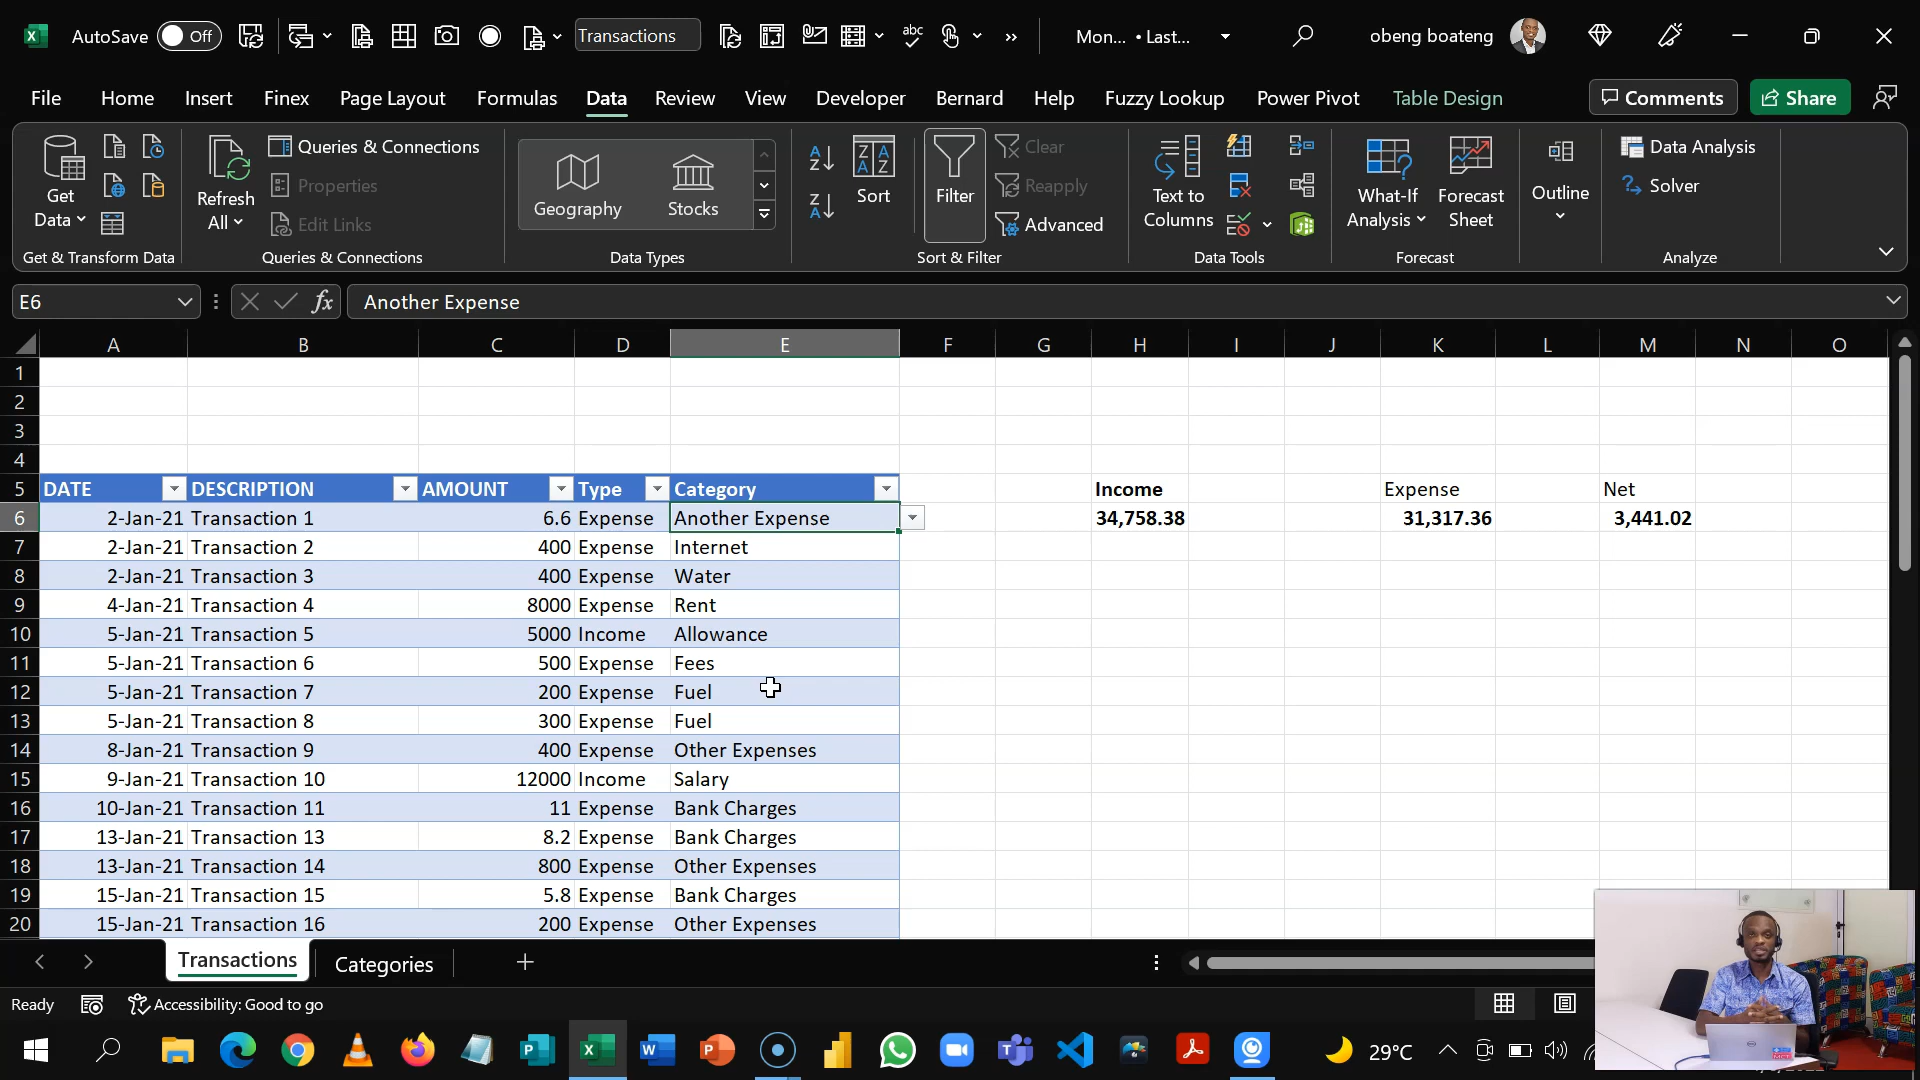 AutoSave Off Transactions Mon... • Last... obeng boateng
File Home Insert Finex Page Layout Formulas Data Review View Developer Bernard Help Fuzzy Lookup Power Pivot Table Design Comments Share
Get Data
Refresh All
Queries & Connections
Properties
Edit Links
Geography Stocks
Sort Filter
Clear
Reapply
Advanced
Text to Columns
What-If Analysis
Forecast Sheet
Outline
Data Analysis
Solver
Get & Transform Data Queries & Connections Data Types Sort & Filter Data Tools Forecast Analyze
E6 fx Another Expense
A B C D E F G H I J K L M N O
1
2
3
4
5 DATE DESCRIPTION AMOUNT Type Category Income Expense Net
6 2-Jan-21 Transaction 1 6.6 Expense Another Expense 34,758.38 31,317.36 3,441.02
7 2-Jan-21 Transaction 2 400 Expense Internet
8 2-Jan-21 Transaction 3 400 Expense Water
9 4-Jan-21 Transaction 4 8000 Expense Rent
10 5-Jan-21 Transaction 5 5000 Income Allowance
11 5-Jan-21 Transaction 6 500 Expense Fees
12 5-Jan-21 Transaction 7 200 Expense Fuel
13 5-Jan-21 Transaction 8 300 Expense Fuel
14 8-Jan-21 Transaction 9 400 Expense Other Expenses
15 9-Jan-21 Transaction 10 12000 Income Salary
16 10-Jan-21 Transaction 11 11 Expense Bank Charges
17 13-Jan-21 Transaction 13 8.2 Expense Bank Charges
18 13-Jan-21 Transaction 14 800 Expense Other Expenses
19 15-Jan-21 Transaction 15 5.8 Expense Bank Charges
20 15-Jan-21 Transaction 16 200 Expense Other Expenses
Transactions Categories
Ready Accessibility: Good to go
29°C